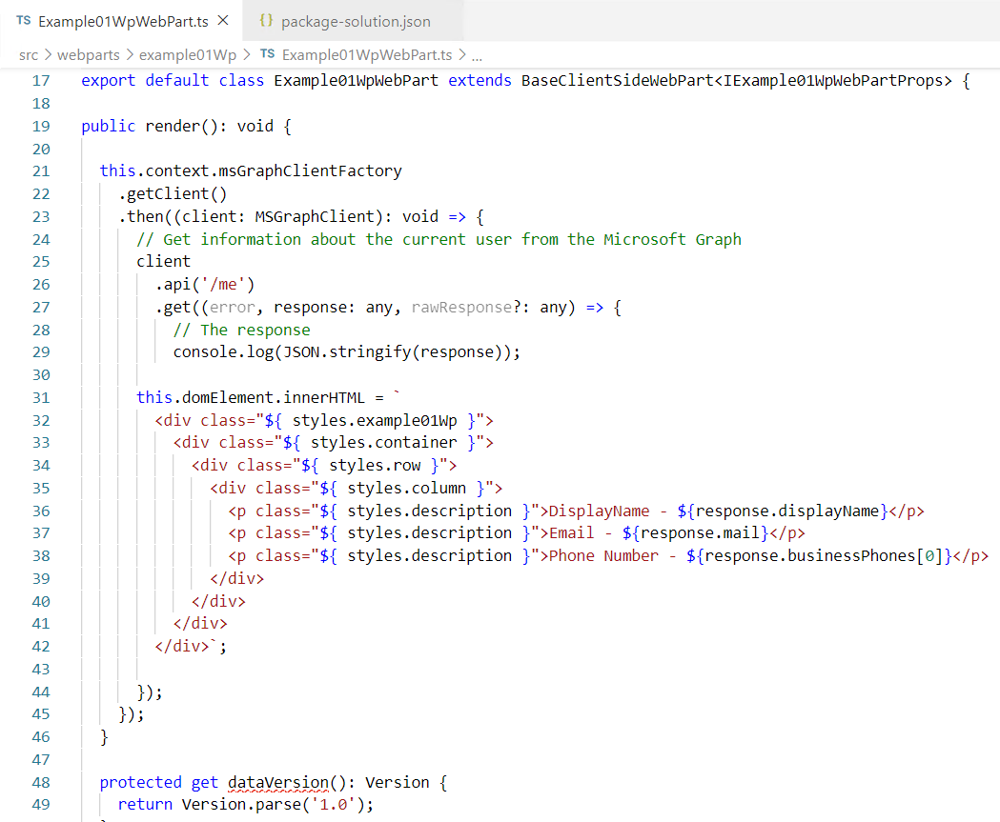 TS Example01WpWebPart.ts × {} package-solution.json
src > webparts > example01Wp > TS Example01WpWebPart.ts > ...
17 export default class Example01WpWebPart extends BaseClientSideWebPart<IExample01WpWebPartProps> {
18
19 public render(): void {
20
21 this.context.msGraphClientFactory
22 .getClient()
23 .then((client: MSGraphClient): void => {
24 // Get information about the current user from the Microsoft Graph
25 client
26 .api('/me')
27 .get((error, response: any, rawResponse?: any) => {
28 // The response
29 console.log(JSON.stringify(response));
30
31 this.domElement.innerHTML = `
32 <div class="${ styles.example01Wp }">
33 <div class="${ styles.container }">
34 <div class="${ styles.row }">
35 <div class="${ styles.column }">
36 <p class="${ styles.description }">DisplayName - ${response.displayName}</p>
37 <p class="${ styles.description }">Email - ${response.mail}</p>
38 <p class="${ styles.description }">Phone Number - ${response.businessPhones[0]}</p>
39 </div>
40 </div>
41 </div>
42 </div>`;
43
44 });
45 });
46 }
47
48 protected get dataVersion(): Version {
49 return Version.parse('1.0');